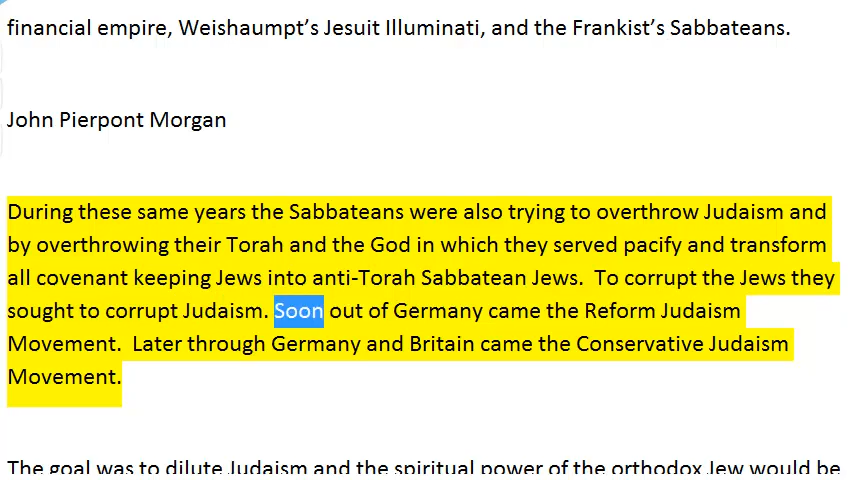 financial empire, Weishaumpt’s Jesuit Illuminati, and the Frankist’s Sabbateans.
John Pierpont Morgan
During these same years the Sabbateans were also trying to overthrow Judaism and
by overthrowing their Torah and the God in which they served pacify and transform
all covenant keeping Jews into anti-Torah Sabbatean Jews.  To corrupt the Jews they
sought to corrupt Judaism. Soon out of Germany came the Reform Judaism
Movement.  Later through Germany and Britain came the Conservative Judaism
Movement.
The goal was to dilute Judaism and the spiritual power of the orthodox Jew would be